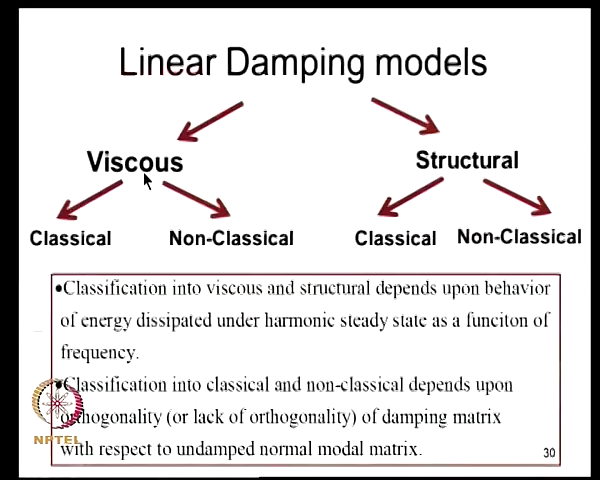 Linear Damping models
Viscous
Structural
Classical
Non-Classical
Classical
Non-Classical
•Classification into viscous and structural depends upon behavior
of energy dissipated under harmonic steady state as a funciton of
frequency.
•Classification into classical and non-classical depends upon
orthogonality (or lack of orthogonality) of damping matrix
with respect to undamped normal modal matrix.
NPTEL
30